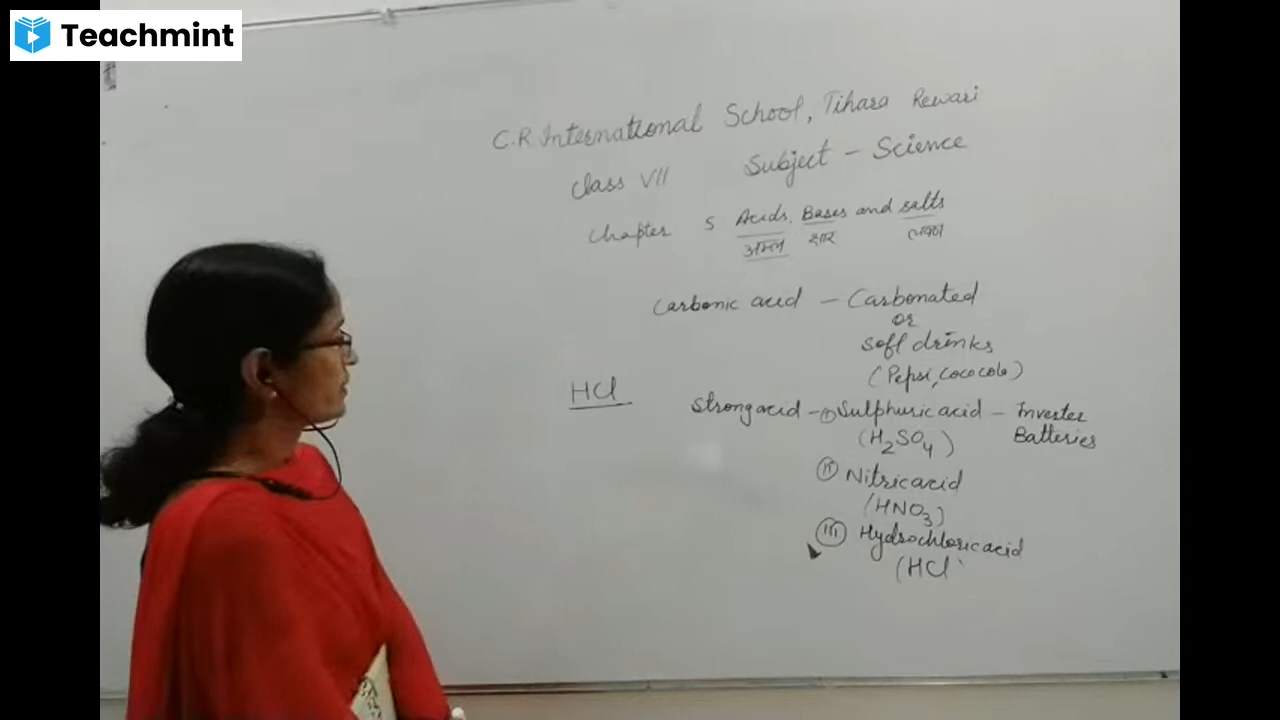 Teachmint
C.R. International School, Tihara Rewari
Class VII Subject - Science
Chapter 5 Acids, Bases and salts
अम्ल क्षार लवण
Carbonic acid - Carbonated
or
soft drinks
(Pepsi, cococola)
HCl
Strong acid - (i) Sulphuric acid - Inverter
(H2SO4) Batteries
(ii) Nitric acid
(HNO3)
(iii) Hydrochloric acid
(HCl